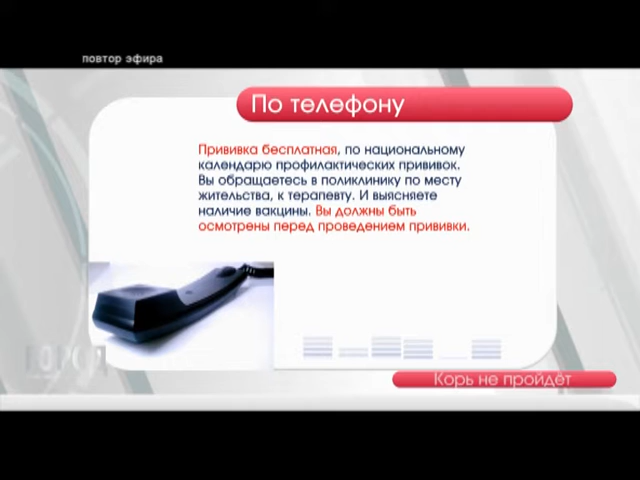 повтор эфира
По телефону
Прививка бесплатная, по национальному
календарю профилактических прививок.
Вы обращаетесь в поликлинику по месту
жительства, к терапевту. И выясняете
наличие вакцины. Вы должны быть
осмотрены перед проведением прививки.
ГОРОД
Корь не пройдёт